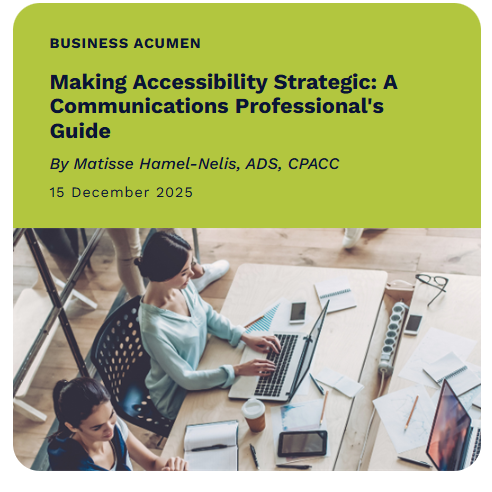 BUSINESS ACUMEN
Making Accessibility Strategic: A
Communications Professional's
Guide
By Matisse Hamel-Nelis, ADS, CPACC
15 December 2025